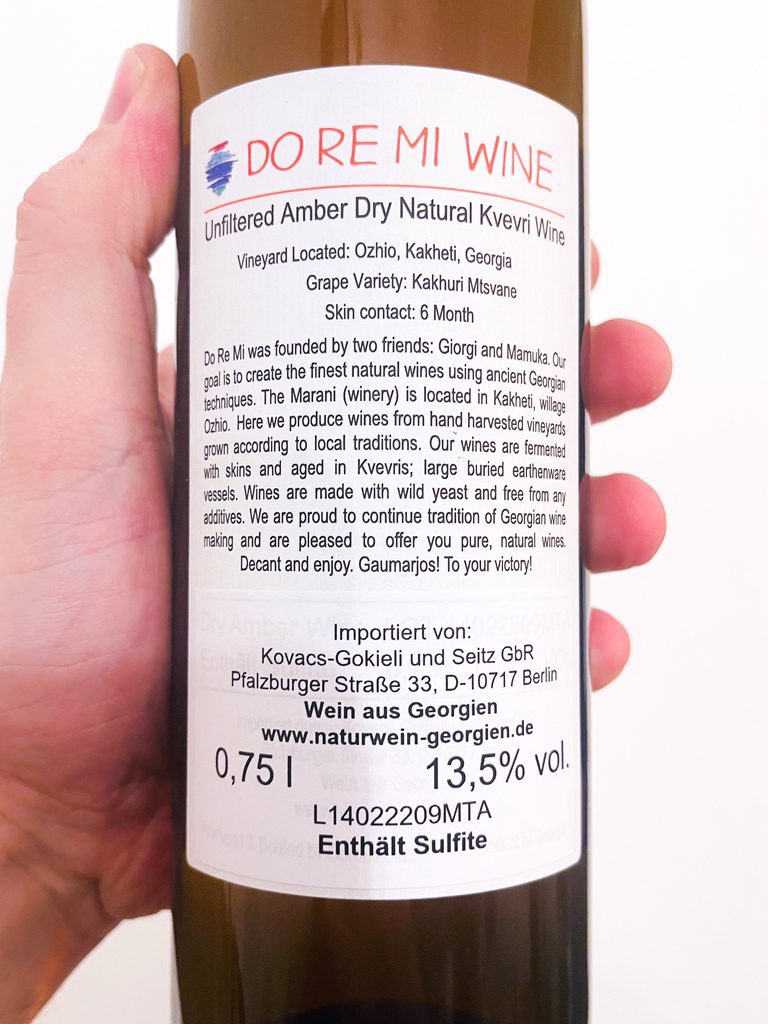 DO RE MI WINE
Unfiltered Amber Dry Natural Kvevri Wine
Vineyard Located: Ozhio, Kakheti, Georgia
Grape Variety: Kakhuri Mtsvane
Skin contact: 6 Month
Do Re Mi was founded by two friends: Giorgi and Mamuka. Our
goal is to create the finest natural wines using ancient Georgian
techniques. The Marani (winery) is located in Kakheti, willage
Ozhio. Here we produce wines from hand harvested vineyards
grown according to local traditions. Our wines are fermented
with skins and aged in Kvevris; large buried earthenware
vessels. Wines are made with wild yeast and free from any
additives. We are proud to continue tradition of Georgian wine
making and are pleased to offer you pure, natural wines.
Decant and enjoy. Gaumarjos! To your victory!
Importiert von:
Kovacs-Gokieli und Seitz GbR
Pfalzburger Straße 33, D-10717 Berlin
Wein aus Georgien
www.naturwein-georgien.de
0,75 l 13,5% vol.
L14022209MTA
Enthält Sulfite